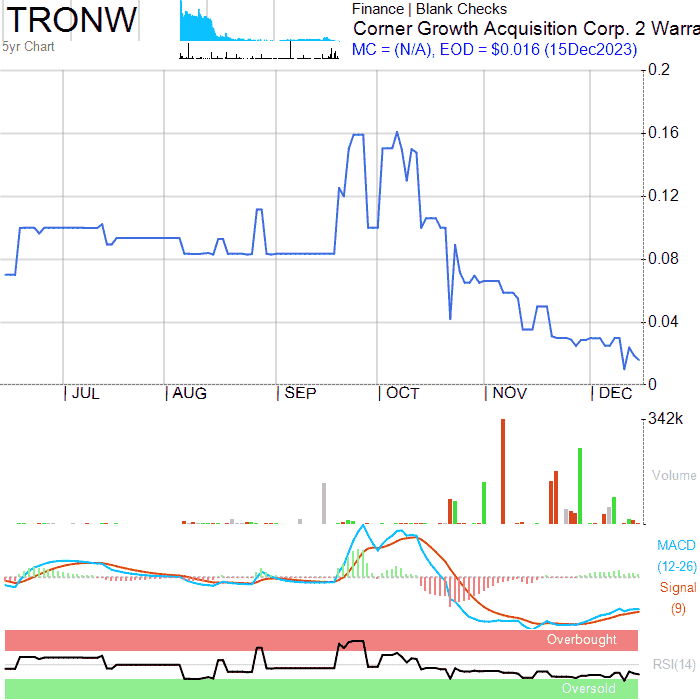 TRONW
5yr Chart
Finance | Blank Checks
Corner Growth Acquisition Corp. 2 Warra
MC = (N/A), EOD = $0.016 (15Dec2023)
0.2
0.16
0.12
0.08
0.04
0
JUL AUG SEP OCT NOV DEC
342k
Volume
MACD
(12-26)
Signal
(9)
Overbought
RSI(14)
Oversold